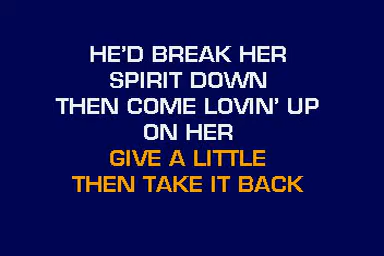 HE'D BREAK HER
SPIRIT DOWN
THEN COME LOVIN' UP
ON HER
GIVE A LITTLE
THEN TAKE IT BACK